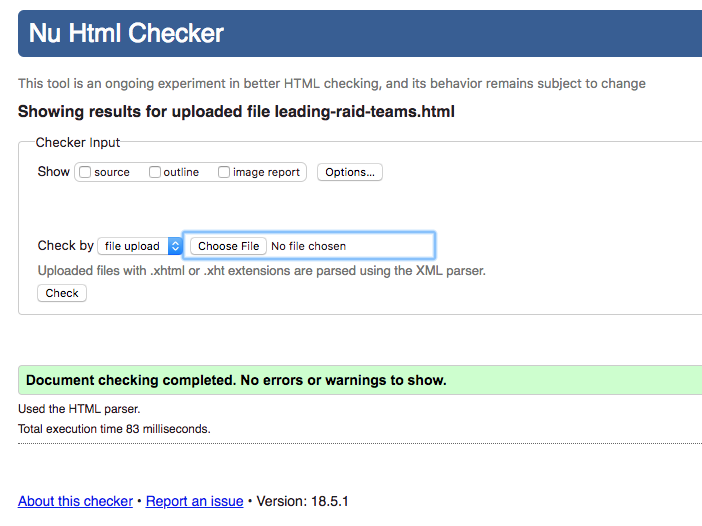 Nu Html Checker
This tool is an ongoing experiment in better HTML checking, and its behavior remains subject to change
Showing results for uploaded file leading-raid-teams.html
Checker Input
Show source outline image report Options...
Check by file upload Choose File No file chosen
Uploaded files with .xhtml or .xht extensions are parsed using the XML parser.
Check
Document checking completed. No errors or warnings to show.
Used the HTML parser.
Total execution time 83 milliseconds.
About this checker • Report an issue • Version: 18.5.1